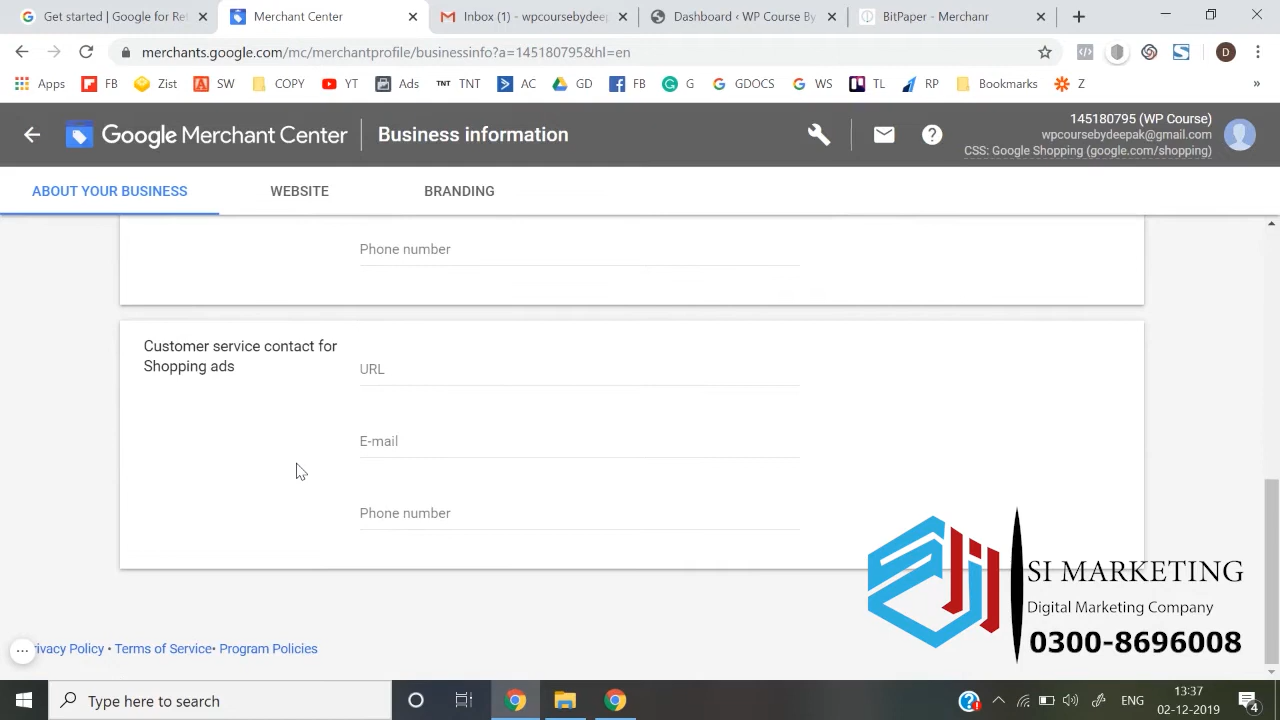 Get started | Google for Ret
Merchant Center
Inbox (1) - wpcoursebydeep
Dashboard - WP Course By
BitPaper - Merchanr
merchants.google.com/mc/merchantprofile/businessinfo?a=145180795&hl=en
D
Apps
FB
Zist
SW
COPY
YT
Ads
TNT
TNT
AC
GD
FB
G
GDOCS
WS
TL
RP
Bookmarks
Z
»
Google Merchant Center
Business information
145180795 (WP Course)
wpcoursebydeepak@gmail.com
CSS: Google Shopping (google.com/shopping)
ABOUT YOUR BUSINESS
WEBSITE
BRANDING
Phone number
Customer service contact for
Shopping ads
URL
E-mail
Phone number
SI MARKETING
Digital Marketing Company
0300-8696008
rivacy Policy • Terms of Service• Program Policies
Type here to search
ENG
13:37
02-12-2019
4